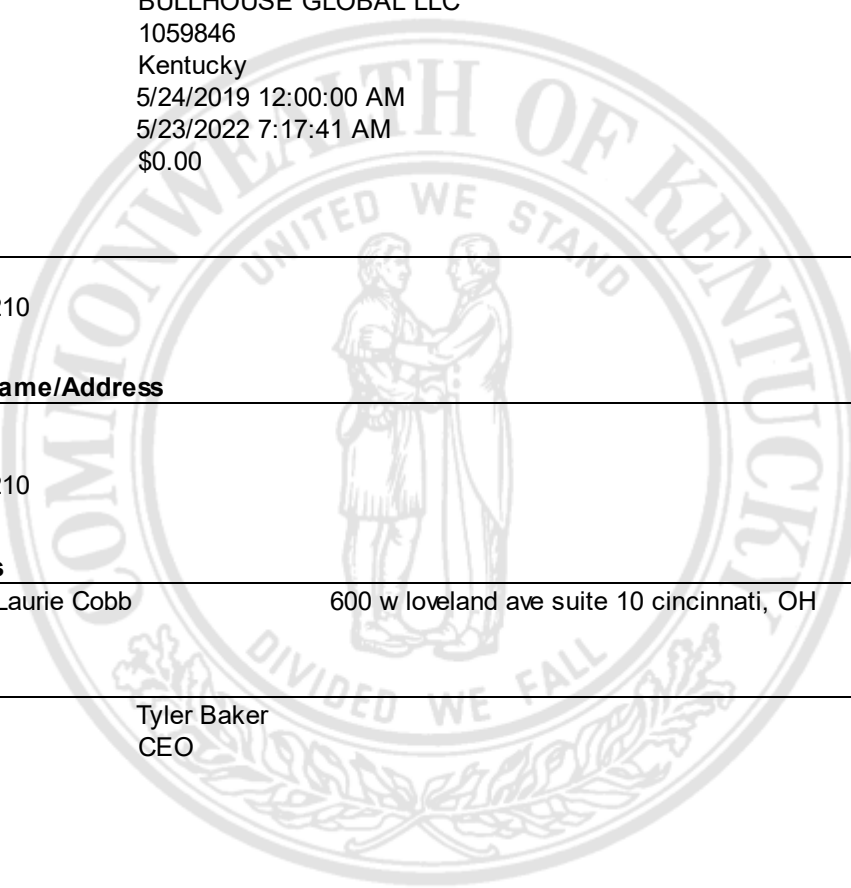 BULLHOUSE GLOBAL LLC
1059846
Kentucky
5/24/2019 12:00:00 AM
5/23/2022 7:17:41 AM
$0.00
COMMONWEALTH OF KENTUCKY
UNITED WE STAND
210
ame/Address
210
s
Laurie Cobb 600 w loveland ave suite 10 cincinnati, OH
DIVIDED WE FALL
Tyler Baker
CEO